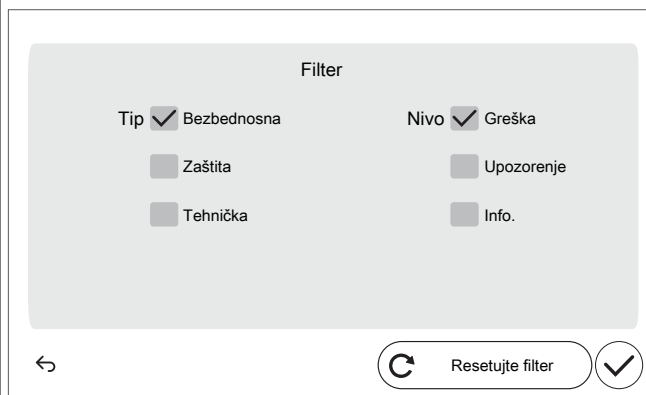 Filter
Tip Bezbednosna Nivo Greška
Zaštita Upozorenje
Tehnička Info.
Resetujte filter